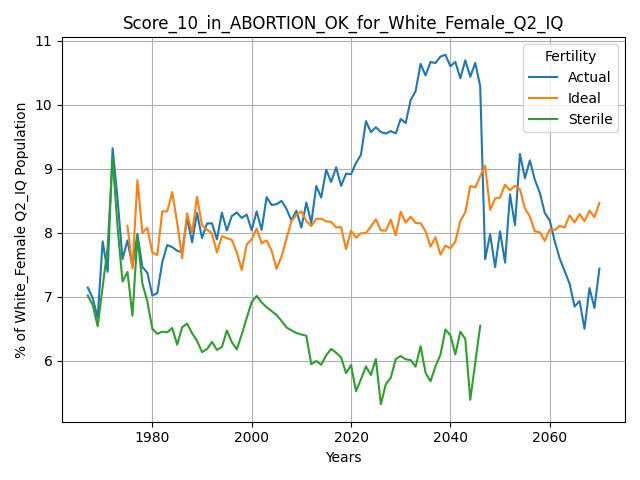 Score_10_in_ABORTION_OK_for_White_Female_Q2_IQ
% of White_Female Q2_IQ Population
11
10
9
8
7
6
Fertility
Actual
Ideal
Sterile
1980 2000 2020 2040 2060
Years